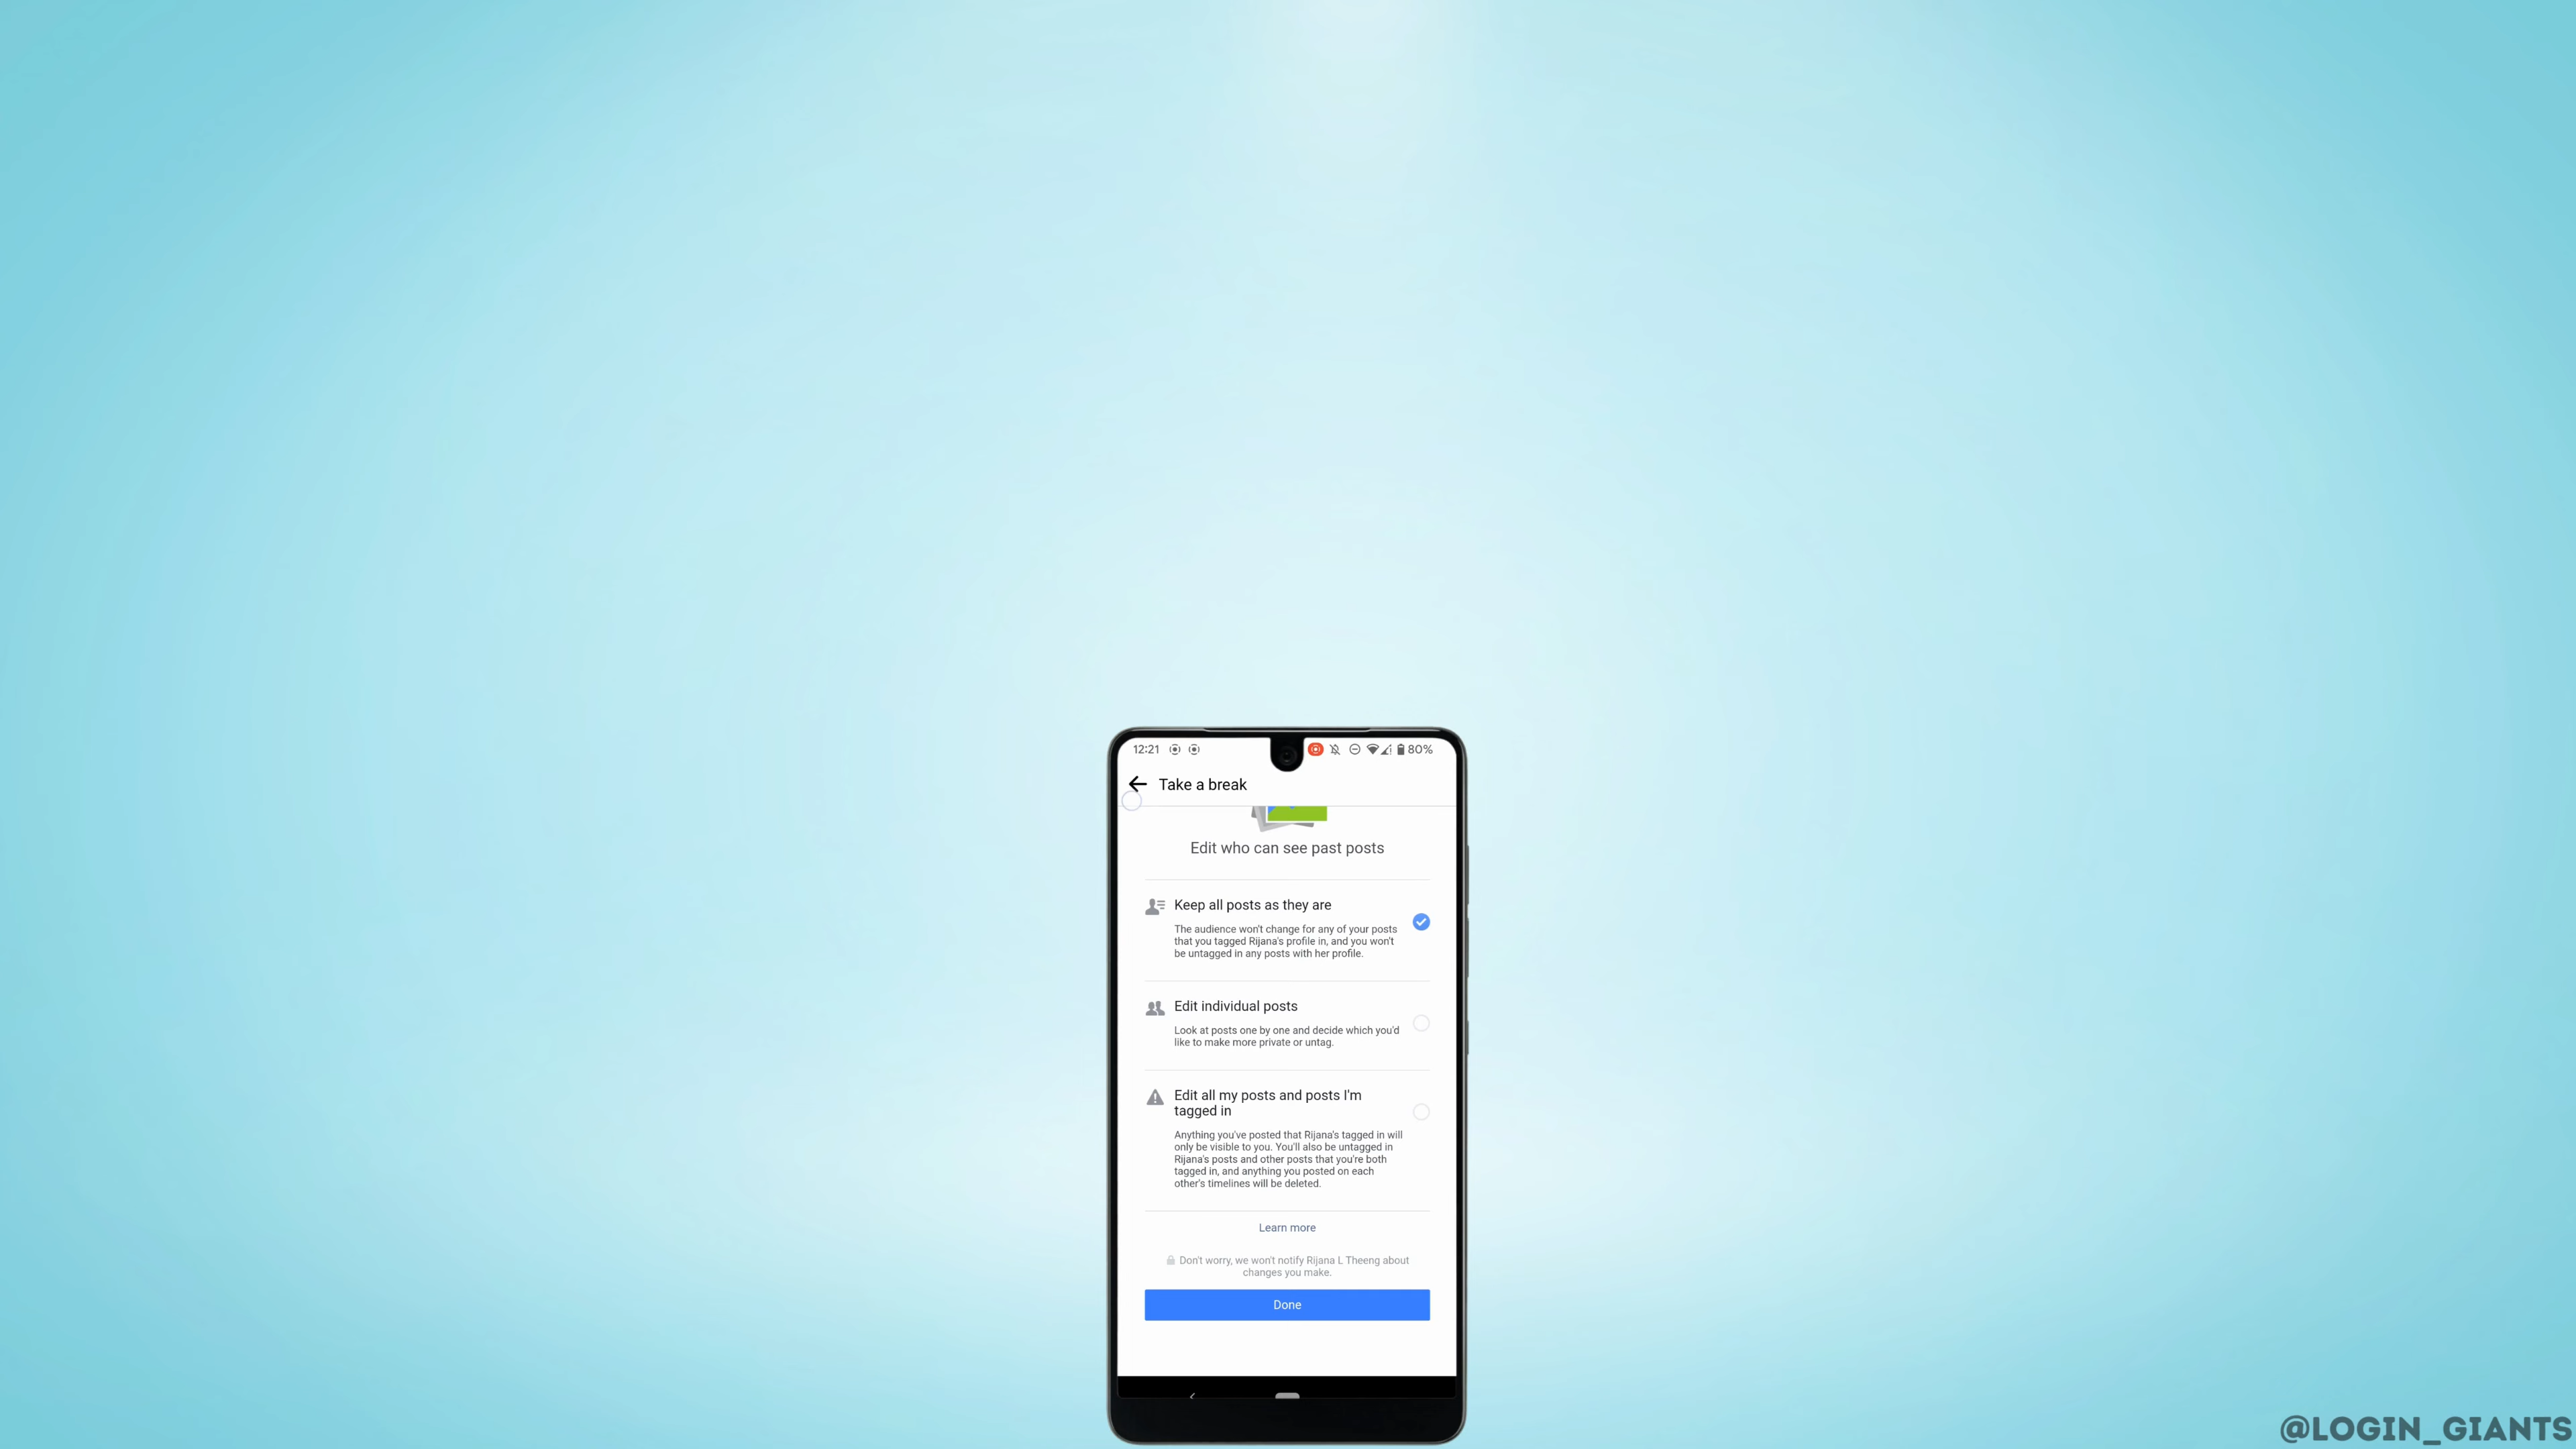 12:21
80%
Take a break
Edit who can see past posts
Keep all posts as they are
The audience won't change for any of your posts
that you tagged Rijana's profile in, and you won't
be untagged in any posts with her profile.
Edit individual posts
Look at posts one by one and decide which you'd
like to make more private or untag.
Edit all my posts and posts I'm
tagged in
Anything you've posted that Rijana's tagged in will
only be visible to you. You'll also be untagged in
Rijana's posts and other posts that you're both
tagged in, and anything you posted on each
other's timelines will be deleted.
Learn more
Don't worry, we won't notify Rijana L Theeng about
changes you make.
Done
@LOGIN_GIANTS